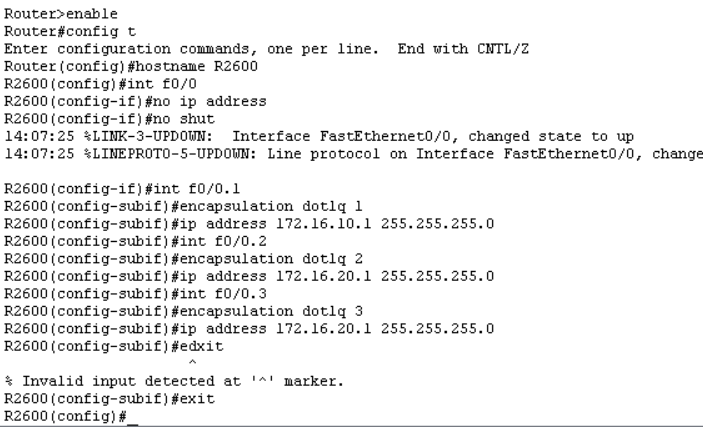 Router>enable
Router#config t
Enter configuration commands, one per line.  End with CNTL/Z
Router(config)#hostname R2600
R2600(config)#int f0/0
R2600(config-if)#no ip address
R2600(config-if)#no shut
14:07:25 %LINK-3-UPDOWN:  Interface FastEthernet0/0, changed state to up
14:07:25 %LINEPROTO-5-UPDOWN: Line protocol on Interface FastEthernet0/0, change
R2600(config-if)#int f0/0.1
R2600(config-subif)#encapsulation dot1q 1
R2600(config-subif)#ip address 172.16.10.1 255.255.255.0
R2600(config-subif)#int f0/0.2
R2600(config-subif)#encapsulation dot1q 2
R2600(config-subif)#ip address 172.16.20.1 255.255.255.0
R2600(config-subif)#int f0/0.3
R2600(config-subif)#encapsulation dot1q 3
R2600(config-subif)#ip address 172.16.20.1 255.255.255.0
R2600(config-subif)#edxit
^
% Invalid input detected at '^' marker.
R2600(config-subif)#exit
R2600(config)#_